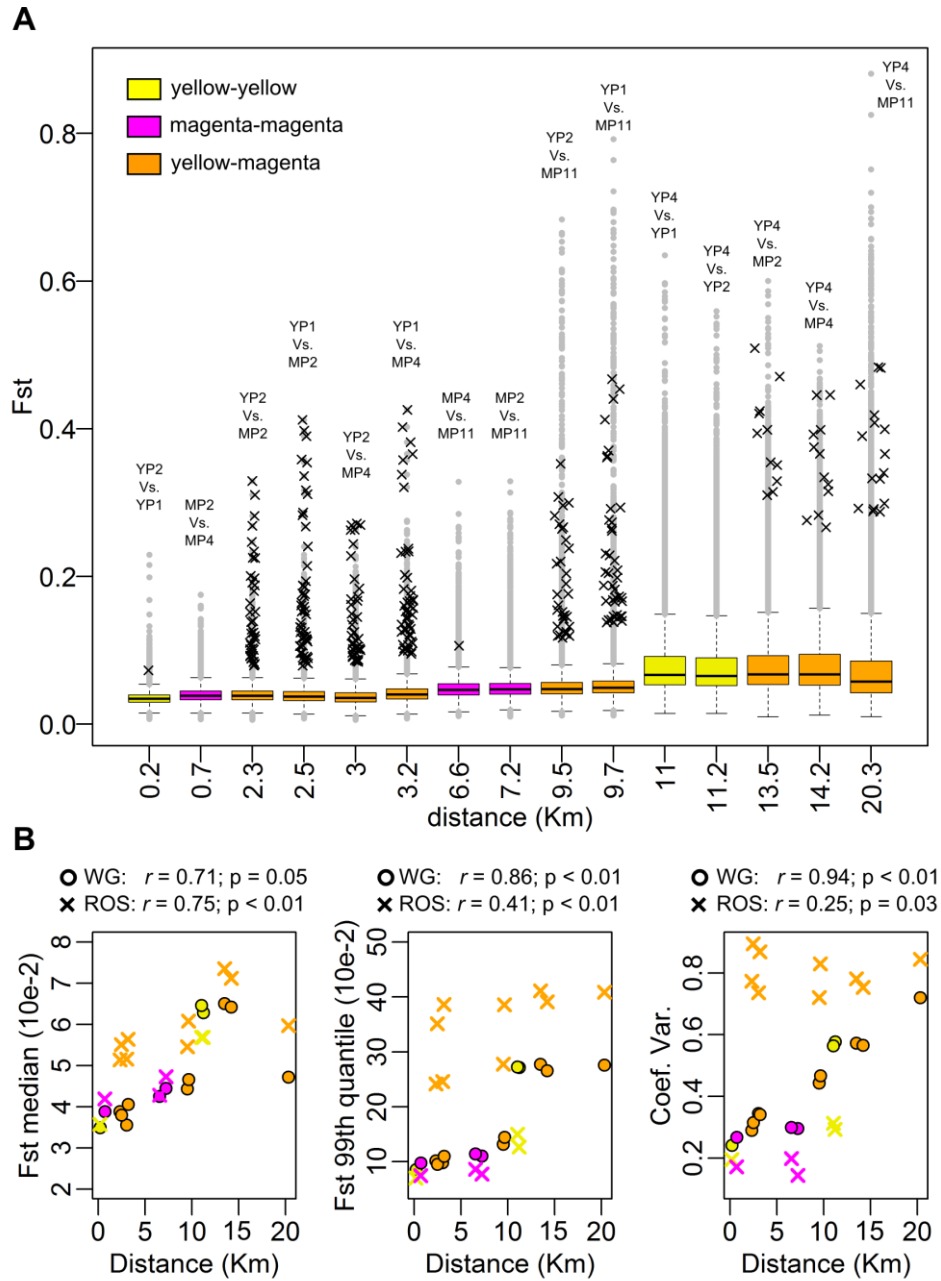 A
yellow-yellow
magenta-magenta
yellow-magenta
YP2
Vs.
YP1
MP2
Vs.
MP4
YP2
Vs.
MP2
YP1
Vs.
MP2
YP2
Vs.
MP4
YP1
Vs.
MP4
MP4
Vs.
MP11
MP2
Vs.
MP11
YP2
Vs.
MP11
YP1
Vs.
MP11
YP4
Vs.
YP1
YP4
Vs.
YP2
YP4
Vs.
MP2
YP4
Vs.
MP4
YP4
Vs.
MP11
Fst
0.8
0.6
0.4
0.2
0.0
0.2 0.7 2.3 2.5 3 3.2 6.6 7.2 9.5 9.7 11 11.2 13.5 14.2 20.3
distance (Km)
B
WG: r = 0.71; p = 0.05
ROS: r = 0.75; p < 0.01
Fst median (10e-2)
8
7
6
5
4
3
2
0 5 10 15 20
Distance (Km)
WG: r = 0.86; p < 0.01
ROS: r = 0.41; p < 0.01
Fst 99th quantile (10e-2)
50
40
30
20
10
0 5 10 15 20
Distance (Km)
WG: r = 0.94; p < 0.01
ROS: r = 0.25; p = 0.03
Coef. Var.
0.8
0.6
0.4
0.2
0 5 10 15 20
Distance (Km)